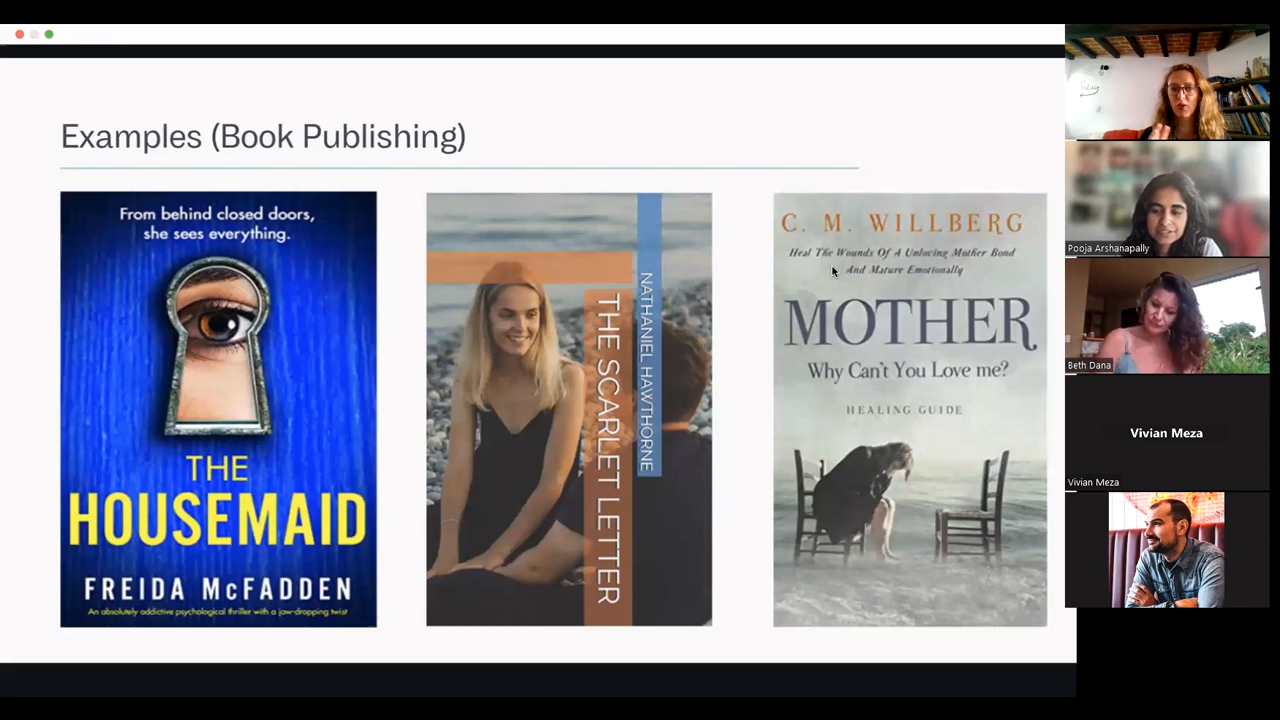 Examples (Book Publishing)
From behind closed doors,
she sees everything.
THE
HOUSEMAID
FREIDA McFADDEN
An absolutely addictive psychological thriller with a jaw-dropping twist
THE SCARLET LETTER
NATHANIEL HAWTHORNE
C. M. WILLBERG
Heal The Wounds Of A Unloving Mother Bond
And Mature Emotionally
MOTHER
Why Can't You Love me?
HEALING GUIDE
Pooja Arshanapally
Beth Dana
Vivian Meza
Vivian Meza